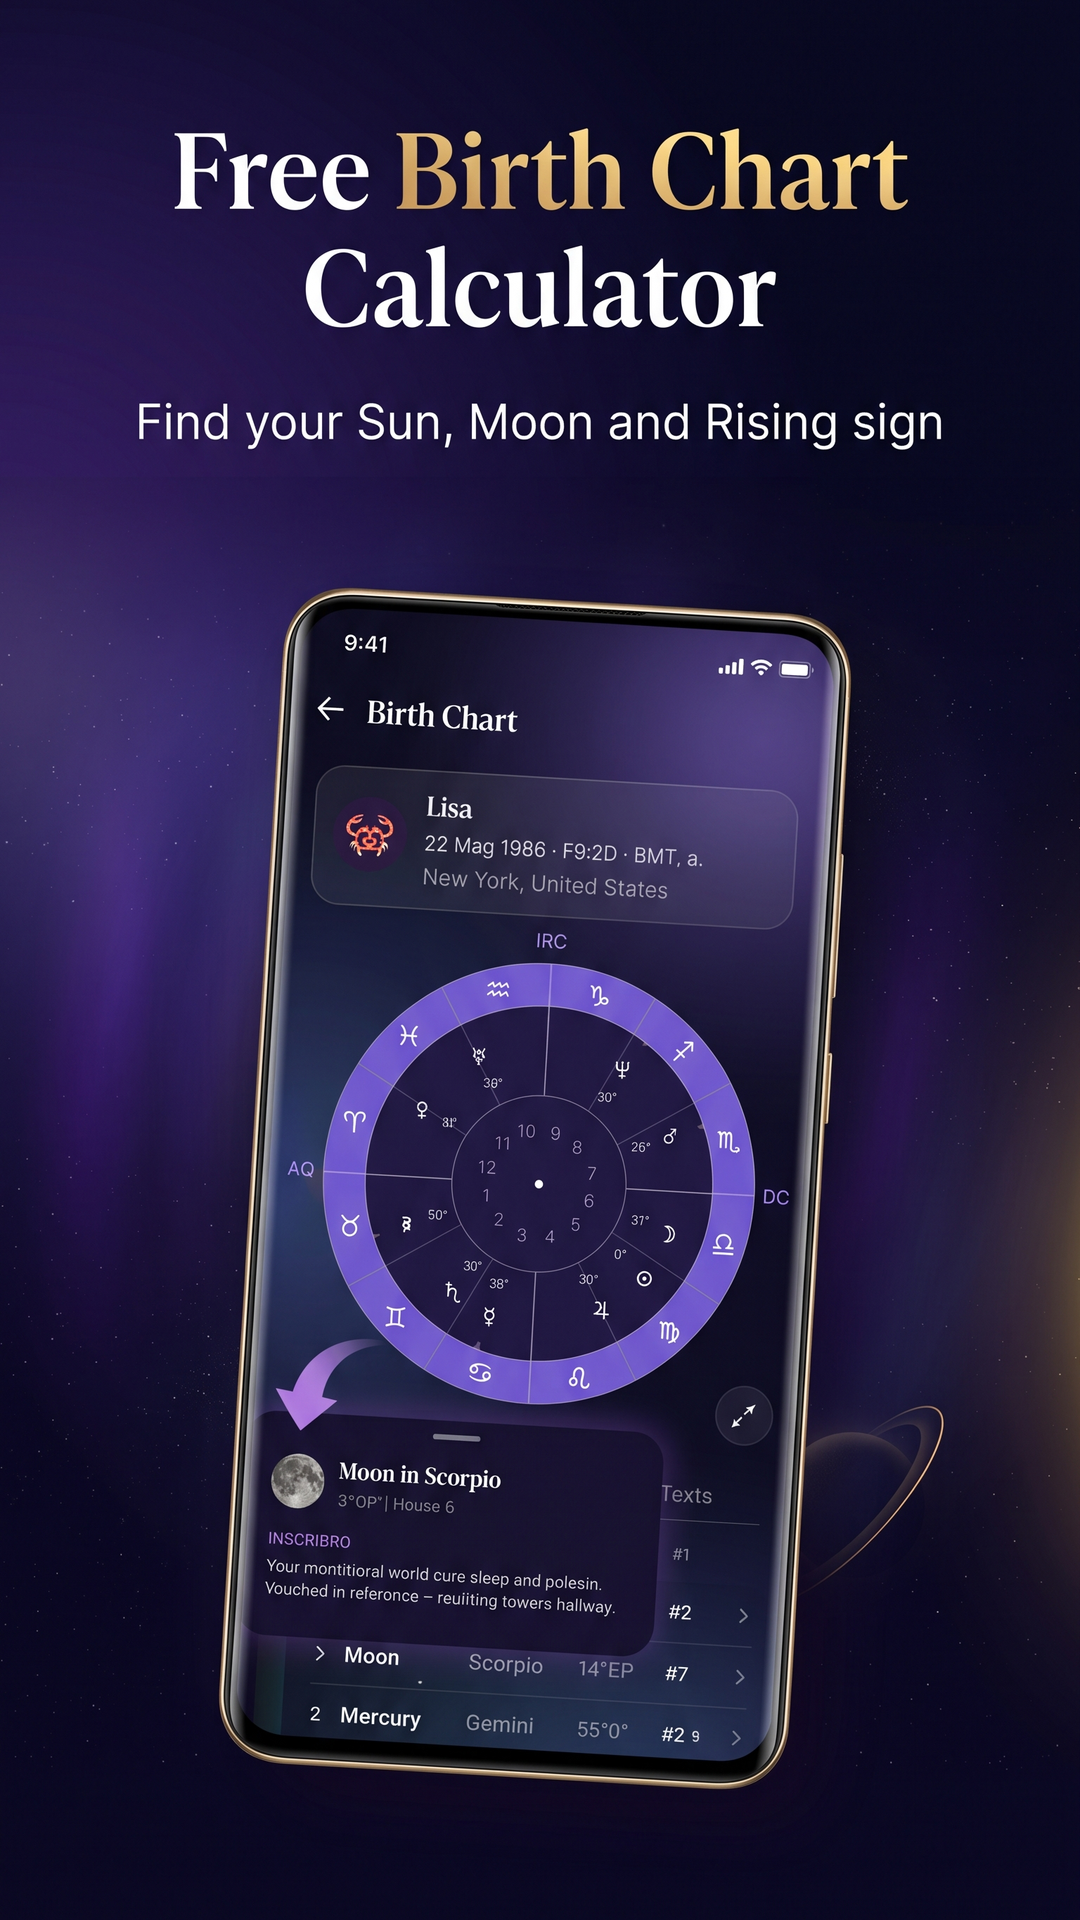 Free Birth Chart
Calculator
Find your Sun, Moon and Rising sign
9:41
Birth Chart
Lisa
22 Mag 1986 · F9:2D · BMT, a.
New York, United States
IRC
AQ
DC
36°
30°
31°
26°
10 9
11 8
12 7
1 6
2 5
3 4
50°
37°
0°
30°
38°
30°
Moon in Scorpio
3°OP"| House 6
INSCRIBRO
Your montitioral world cure sleep and polesin.
Vouched in referonce – reuiiting towers hallway.
Texts
#1
#2
Moon Scorpio 14°EP #7
2 Mercury Gemini 55°0° #2 9